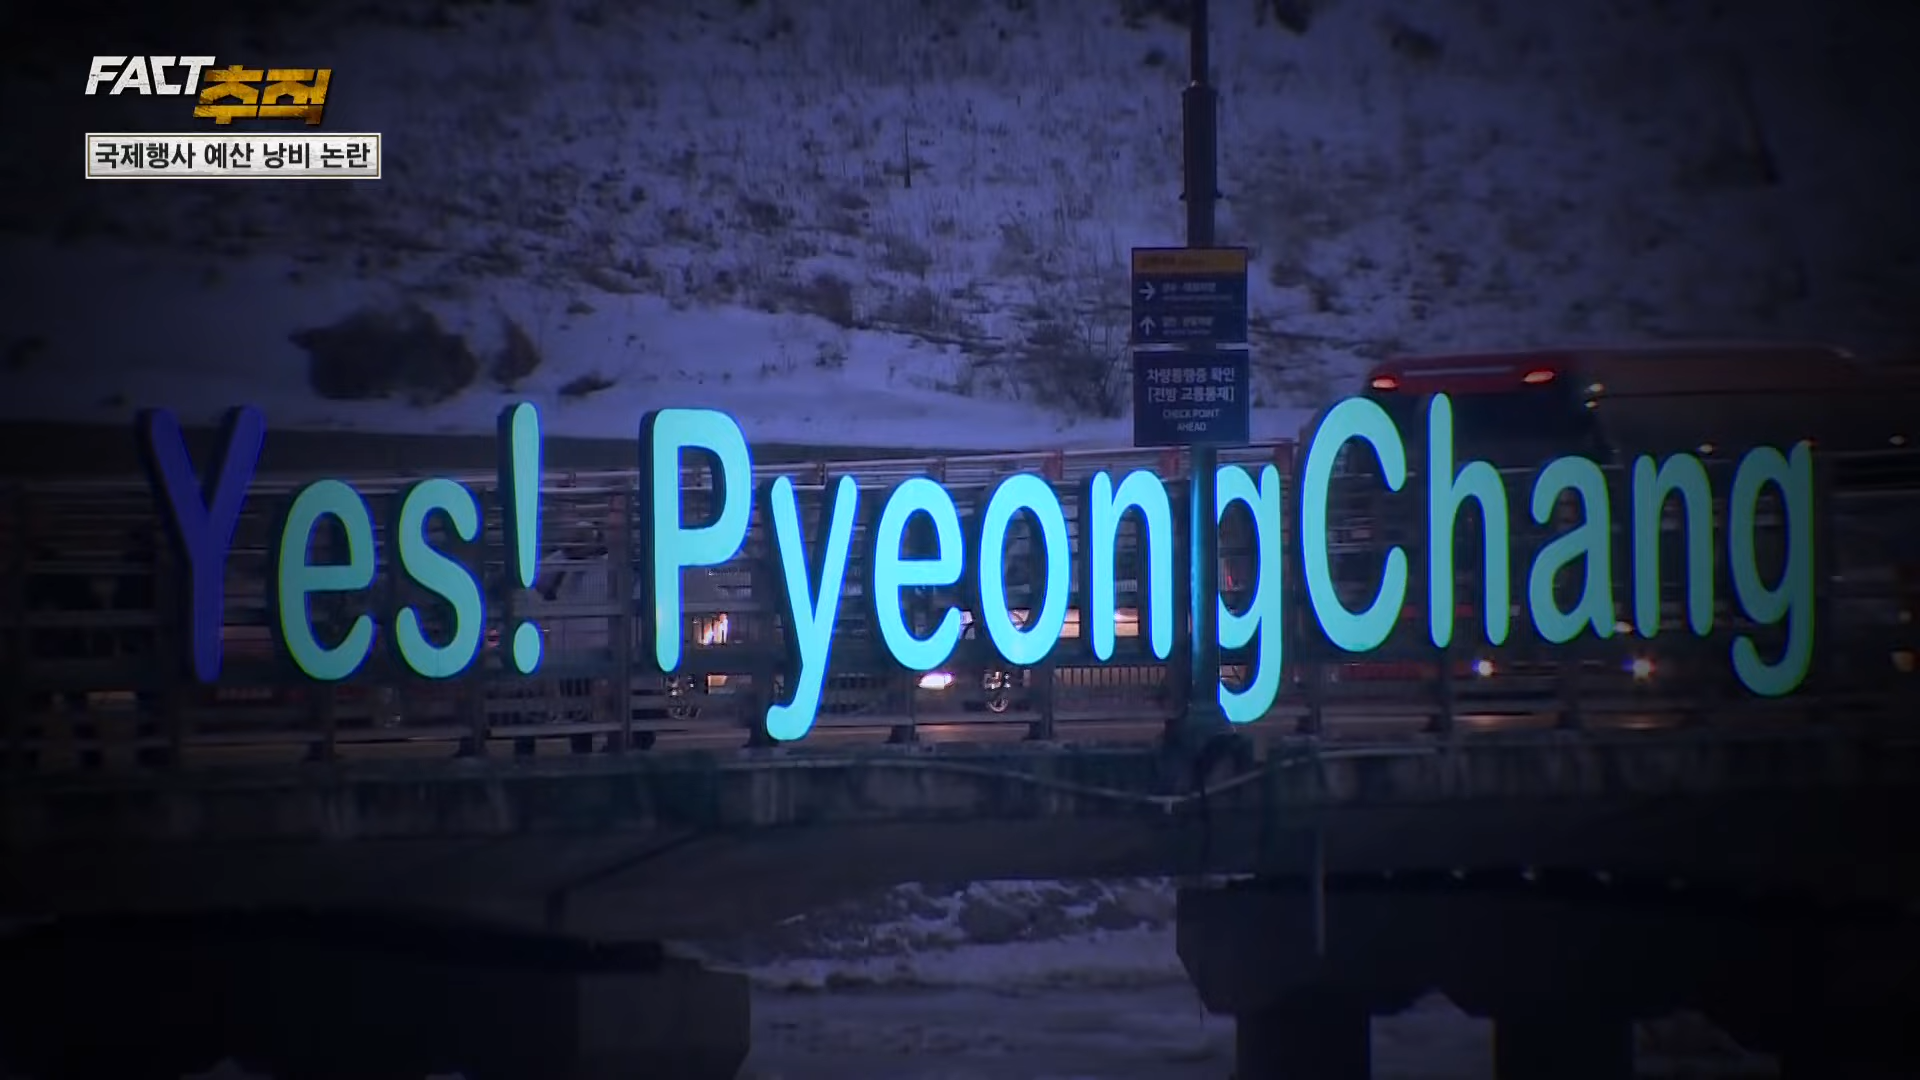 FACT추적
국제행사 예산 낭비 논란
차량통행증 확인
[전방 교통통제]
CHECK POINT
AHEAD
Yes! PyeongChang